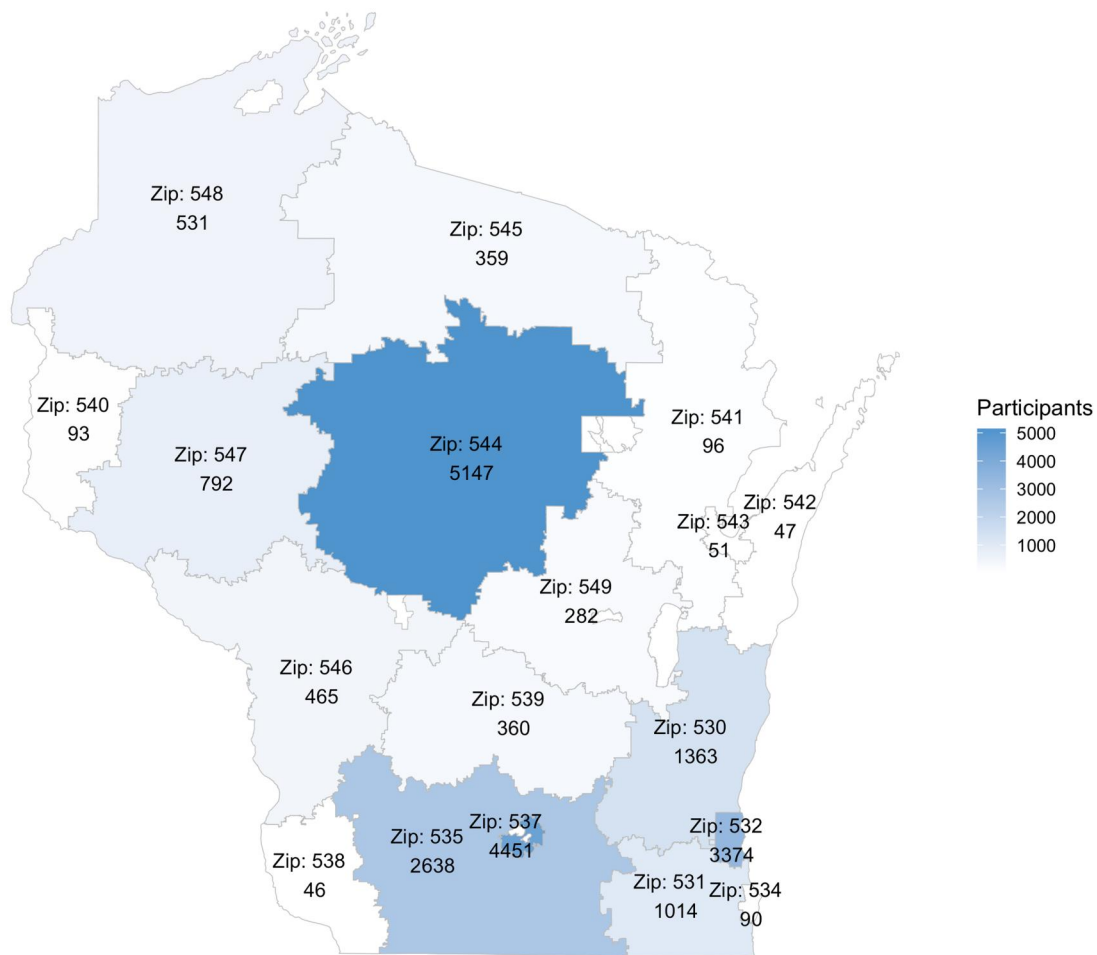 Zip: 548
531
Zip: 545
359
Zip: 540
93
Zip: 547
792
Zip: 544
5147
Zip: 541
96
Zip: 542
47
Zip: 543
51
Zip: 549
282
Zip: 546
465
Zip: 539
360
Zip: 530
1363
Zip: 537
4451
Zip: 535
2638
Zip: 532
3374
Zip: 538
46
Zip: 531
1014
Zip: 534
90
Participants
5000
4000
3000
2000
1000